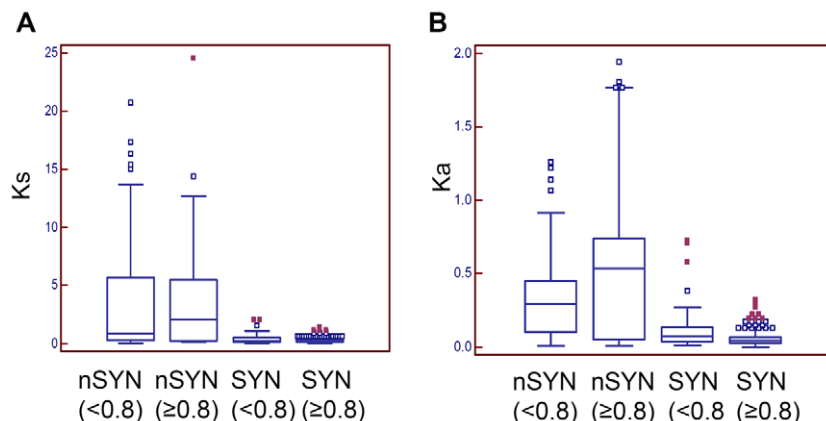 A
B
Ks
25
20
15
10
5
0
nSYN nSYN SYN SYN
(<0.8) (≥0.8) (<0.8) (≥0.8)
Ka
2.0
1.5
1.0
0.5
0.0
nSYN nSYN SYN SYN
(<0.8) (≥0.8) (<0.8 (≥0.8)